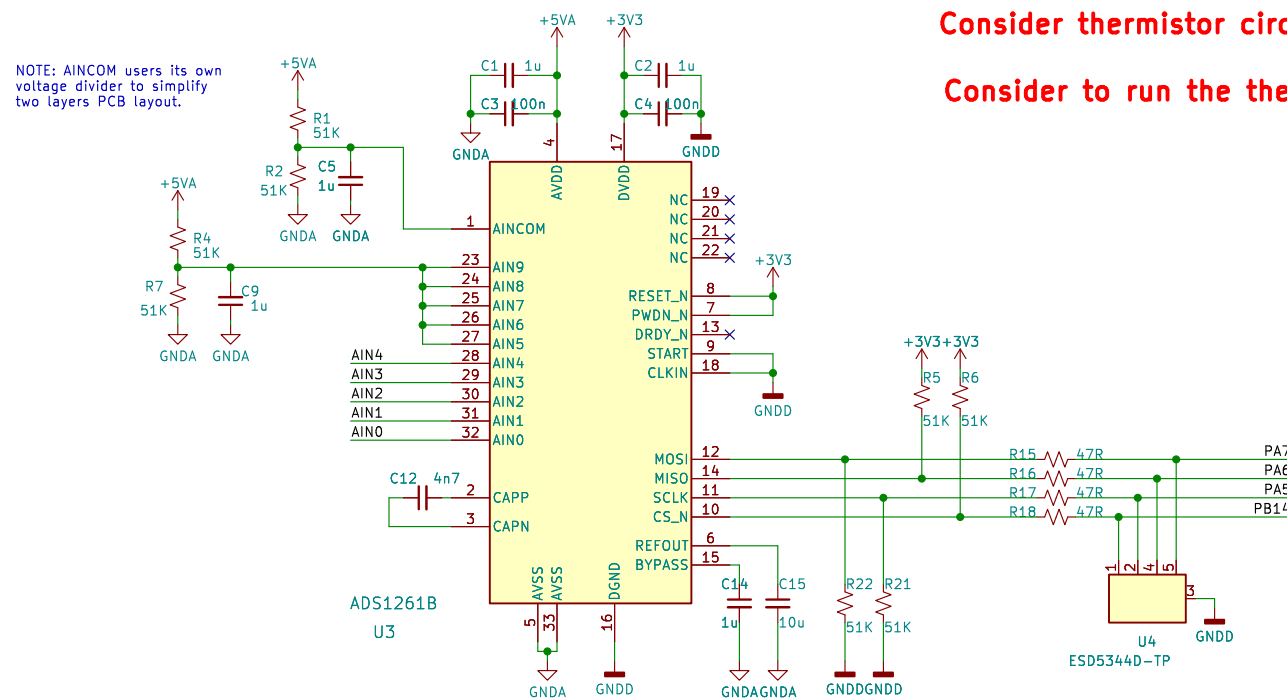 Consider thermistor circ
Consider to run the the
NOTE: AINCOM users its own
voltage divider to simplify
two layers PCB layout.
+5VA
+3V3
C1 1u
C2 1u
C3 100n
C4 100n
GNDA
GNDD
4
17
AVDD
DVDD
+5VA
R1
51K
R2
51K
C5
1u
GNDA
GNDA
+5VA
R4
51K
R7
51K
C9
1u
GNDA
GNDA
1 AINCOM
23 AIN9
24 AIN8
25 AIN7
26 AIN6
27 AIN5
AIN4 28 AIN4
AIN3 29 AIN3
AIN2 30 AIN2
AIN1 31 AIN1
AIN0 32 AIN0
C12 4n7
2 CAPP
3 CAPN
NC 19
NC 20
NC 21
NC 22
+3V3
RESET_N 8
PWDN_N 7
DRDY_N 13
START 9
CLKIN 18
GNDD
+3V3
+3V3
R5
51K
R6
51K
MOSI 12 R15 47R PA7
MISO 14 R16 47R PA6
SCLK 11 R17 47R PA5
CS_N 10 R18 47R PB14
REFOUT 6
BYPASS 15
C14
1u
C15
10u
R22
51K
R21
51K
GNDA
GNDA
GNDD
GNDD
AVSS
AVSS
DGND
5
33
16
GNDA
GNDD
ADS1261B
U3
1
2
4
5
3
GNDD
U4
ESD5344D-TP